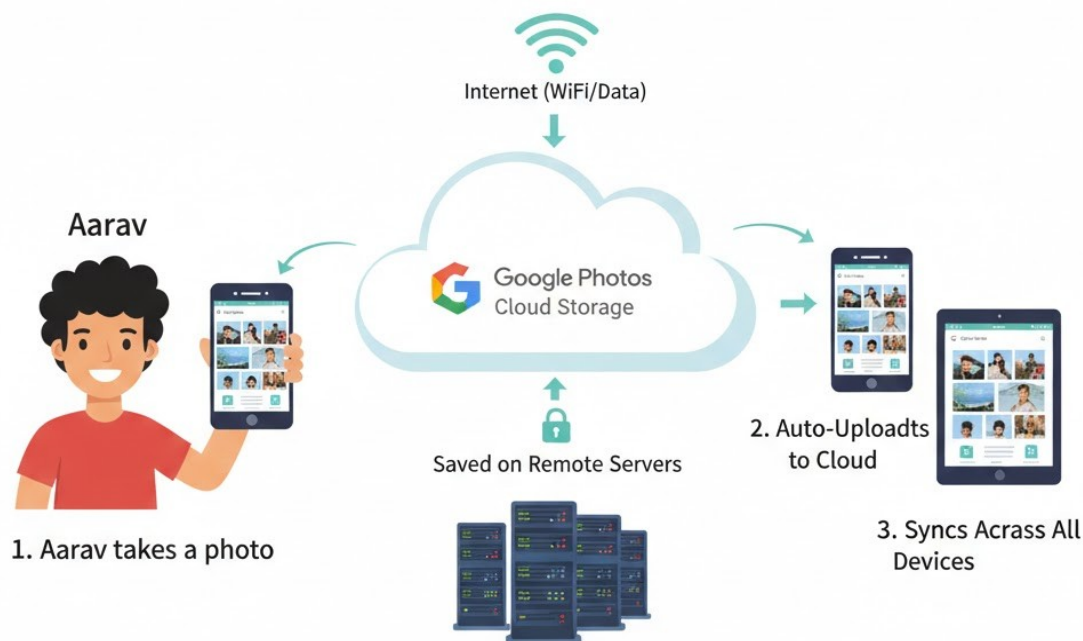 Internet (WiFi/Data)
Aarav
Google Photos
Cloud Storage
Saved on Remote Servers
1. Aarav takes a photo
2. Auto-Uploadts
to Cloud
3. Syncs Acrass All
Devices